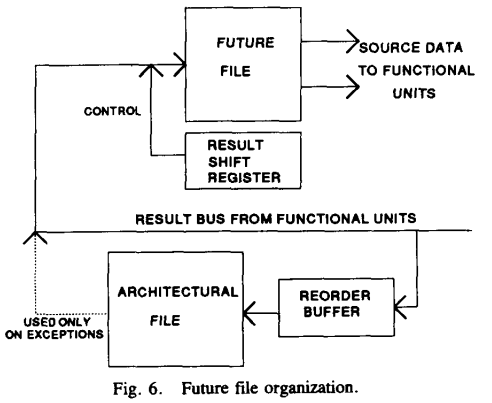 FUTURE
FILE
SOURCE DATA
TO FUNCTIONAL
UNITS
CONTROL
RESULT
SHIFT
REGISTER
RESULT BUS FROM FUNCTIONAL UNITS
ARCHITECTURAL
FILE
REORDER
BUFFER
USED ONLY
ON EXCEPTIONS
Fig. 6. Future file organization.